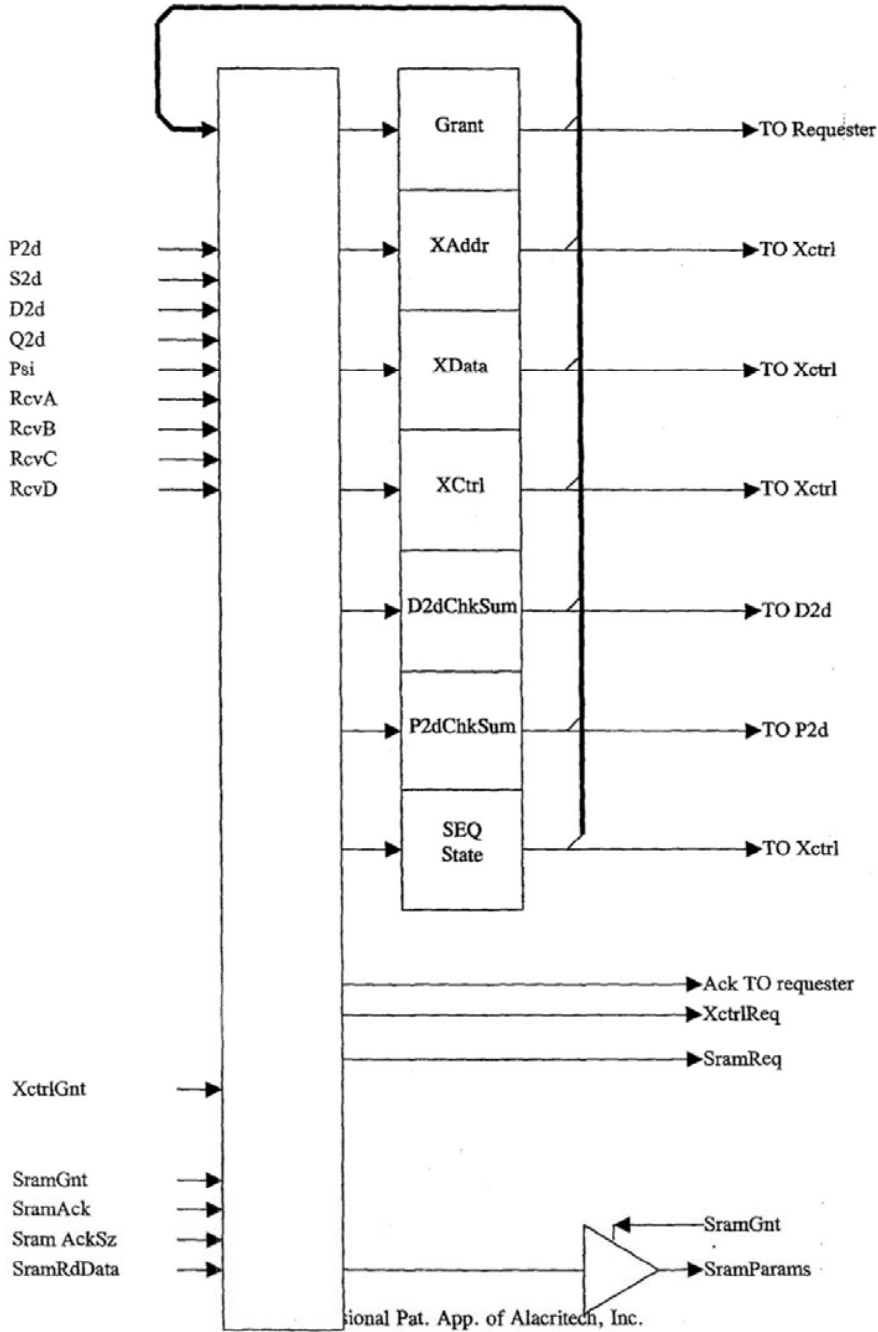 Grant
TO Requester
P2d
XAddr
TO Xctrl
S2d
D2d
Q2d
Psi
XData
TO Xctrl
RcvA
RcvB
RcvC
RcvD
XCtrl
TO Xctrl
D2dChkSum
TO D2d
P2dChkSum
TO P2d
SEQ
State
TO Xctrl
Ack TO requester
XctrlReq
SramReq
XctrlGnt
SramGnt
SramAck
SramGnt
Sram AckSz
SramRdData
SramParams
sional Pat. App. of Alacritech, Inc.